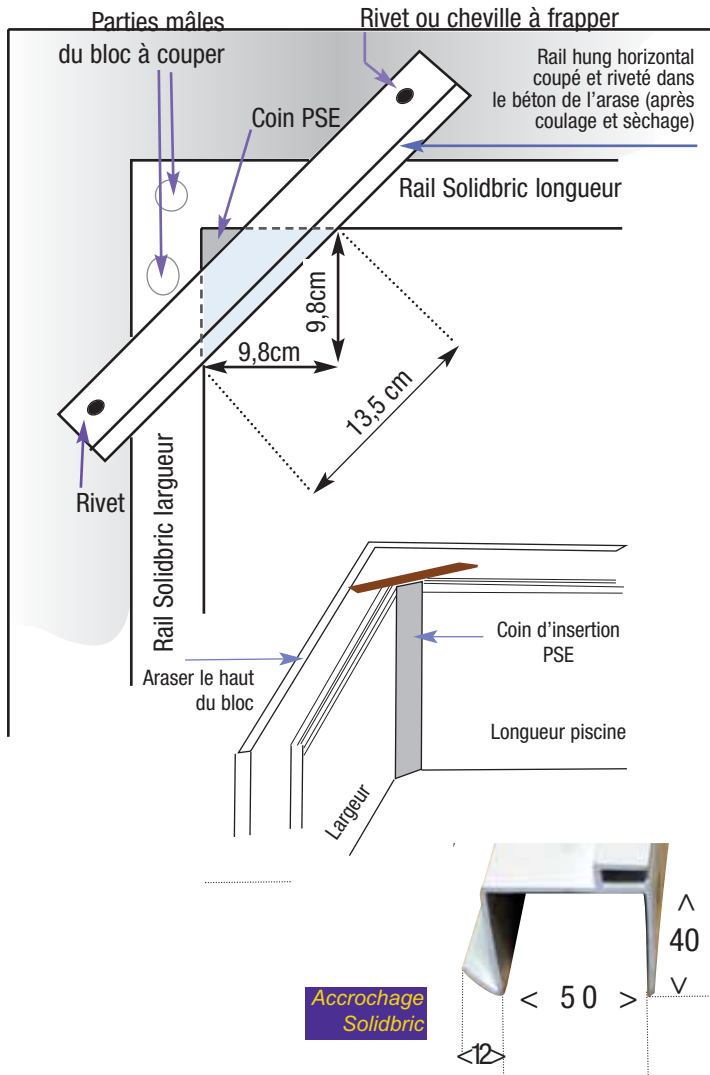 Parties mâles
du bloc à couper
Rivet ou cheville à frapper
Rail hung horizontal
coupé et riveté dans
le béton de l'arase (après
coulage et sèchage)
Coin PSE
Rail Solidbric longueur
9,8cm
9,8cm
13,5 cm
Rivet
Rail Solidbric largueur
Araser le haut
du bloc
Coin d'insertion
PSE
Longueur piscine
Largeur
< 50 >
^
40
v
<12>
Accrochage
Solidbric